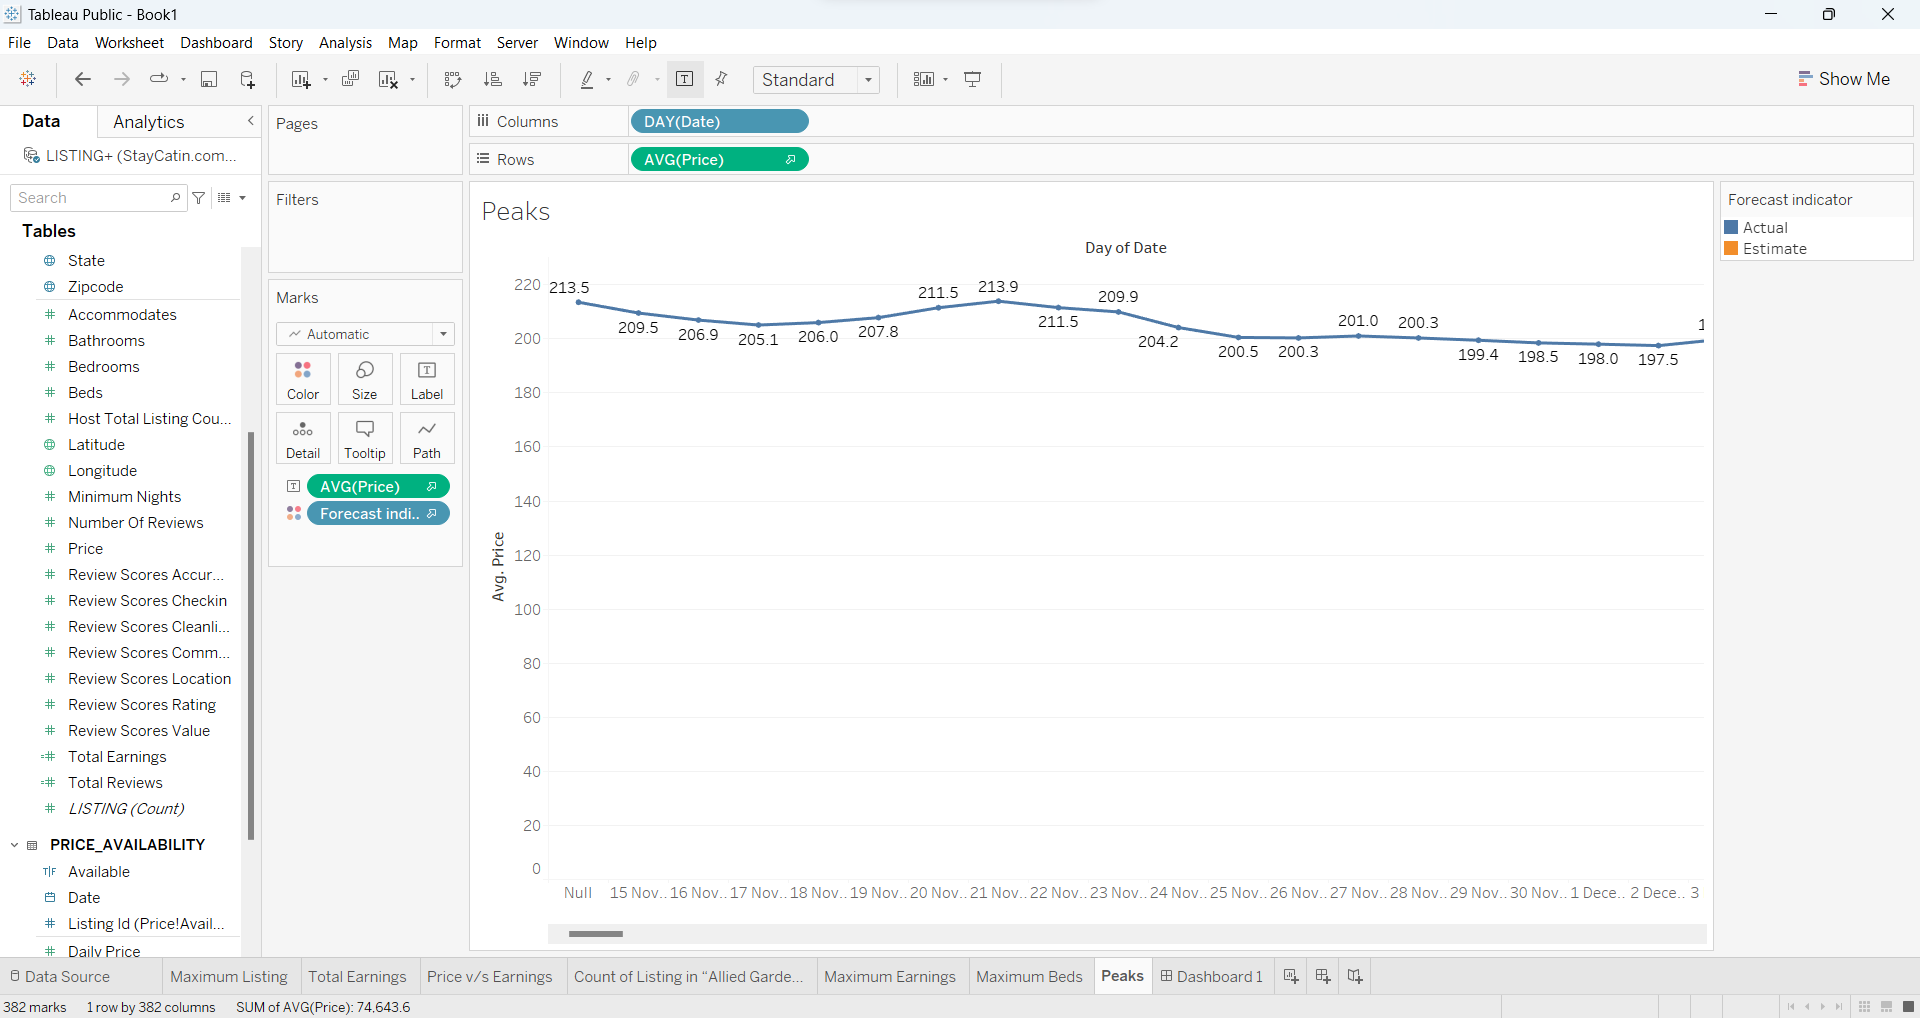 Tableau Public - Book1
File Data Worksheet Dashboard Story Analysis Map Format Server Window Help
Standard
Show Me
Data Analytics
LISTING+ (StayCatin.com...
Search
Tables
State
Zipcode
Accommodates
Bathrooms
Bedrooms
Beds
Host Total Listing Cou...
Latitude
Longitude
Minimum Nights
Number Of Reviews
Price
Review Scores Accur...
Review Scores Checkin
Review Scores Cleanli...
Review Scores Comm...
Review Scores Location
Review Scores Rating
Review Scores Value
Total Earnings
Total Reviews
LISTING (Count)
PRICE_AVAILABILITY
Available
Date
Listing Id (Price!Avail...
Daily Price
Pages
Filters
Marks
Automatic
Color Size Label
Detail Tooltip Path
AVG(Price)
Forecast indi..
Columns DAY(Date)
Rows AVG(Price)
Peaks
Day of Date
Avg. Price
220
200
180
160
140
120
100
80
60
40
20
0
213.5 209.5 206.9 205.1 206.0 207.8 211.5 213.9 211.5 209.9 204.2 200.5 200.3 201.0 200.3 199.4 198.5 198.0 197.5 1
Null 15 Nov.. 16 Nov.. 17 Nov.. 18 Nov.. 19 Nov.. 20 Nov.. 21 Nov.. 22 Nov.. 23 Nov.. 24 Nov.. 25 Nov.. 26 Nov.. 27 Nov.. 28 Nov.. 29 Nov.. 30 Nov.. 1 Dece.. 2 Dece.. 3
Forecast indicator
Actual
Estimate
Data Source Maximum Listing Total Earnings Price v/s Earnings Count of Listing in “Allied Garde... Maximum Earnings Maximum Beds Peaks Dashboard 1
382 marks 1 row by 382 columns SUM of AVG(Price): 74,643.6